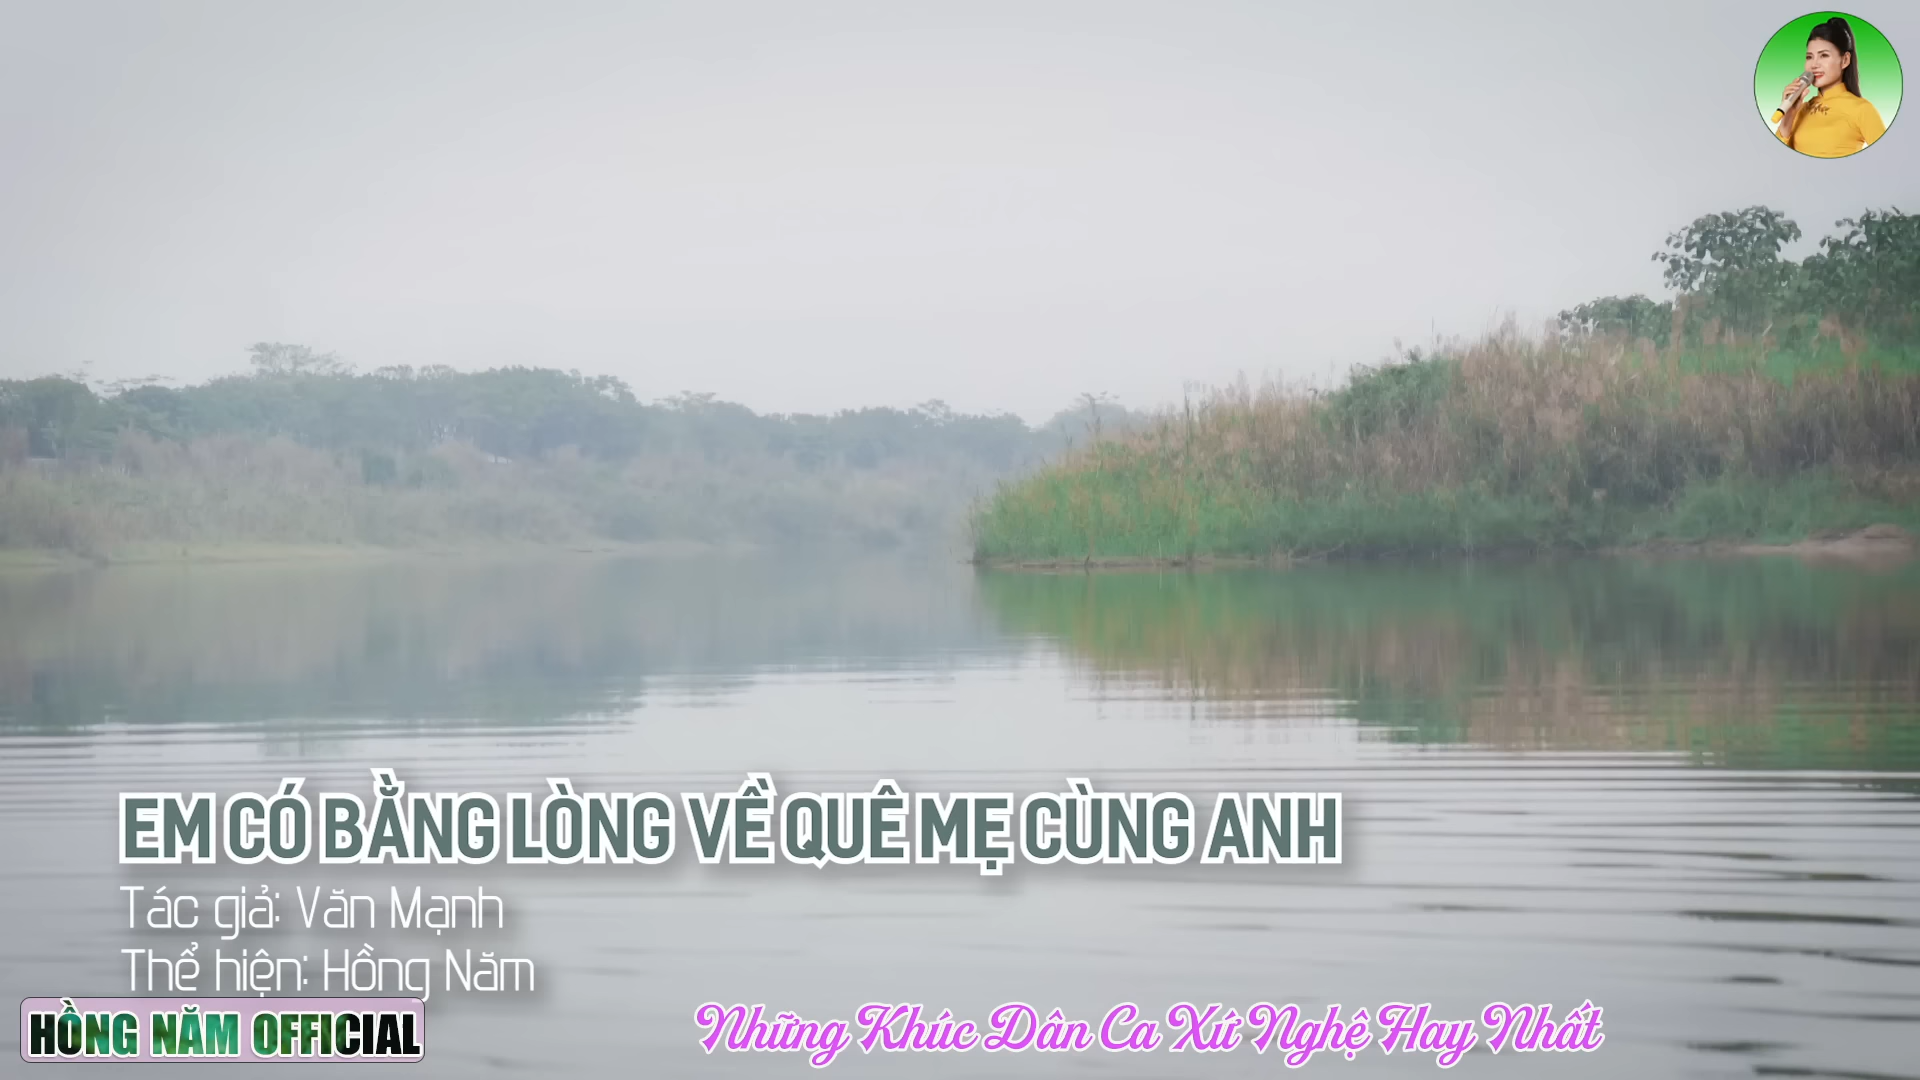 EM CÓ BẰNG LÒNG VỀ QUÊ MẸ CÙNG ANH
Tác giả: Văn Mạnh
Thể hiện: Hồng Năm
HỒNG NĂM OFFICIAL
Những Khúc Dân Ca Xứ Nghệ Hay Nhất